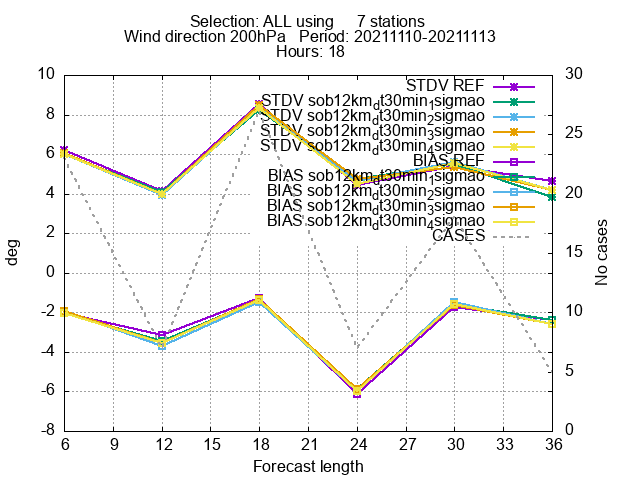 Selection: ALL using 7 stations
Wind direction 200hPa Period: 20211110-20211113
Hours: 18
STDV REF
STDV sob12km_dt30min_1sigmao
STDV sob12km_dt30min_2sigmao
STDV sob12km_dt30min_3sigmao
STDV sob12km_dt30min_4sigmao
BIAS REF
BIAS sob12km_dt30min_1sigmao
BIAS sob12km_dt30min_2sigmao
BIAS sob12km_dt30min_3sigmao
BIAS sob12km_dt30min_4sigmao
CASES
deg
10
8
6
4
2
0
-2
-4
-6
-8
30
25
20
15
10
5
0
No cases
6 9 12 15 18 21 24 27 30 33 36
Forecast length